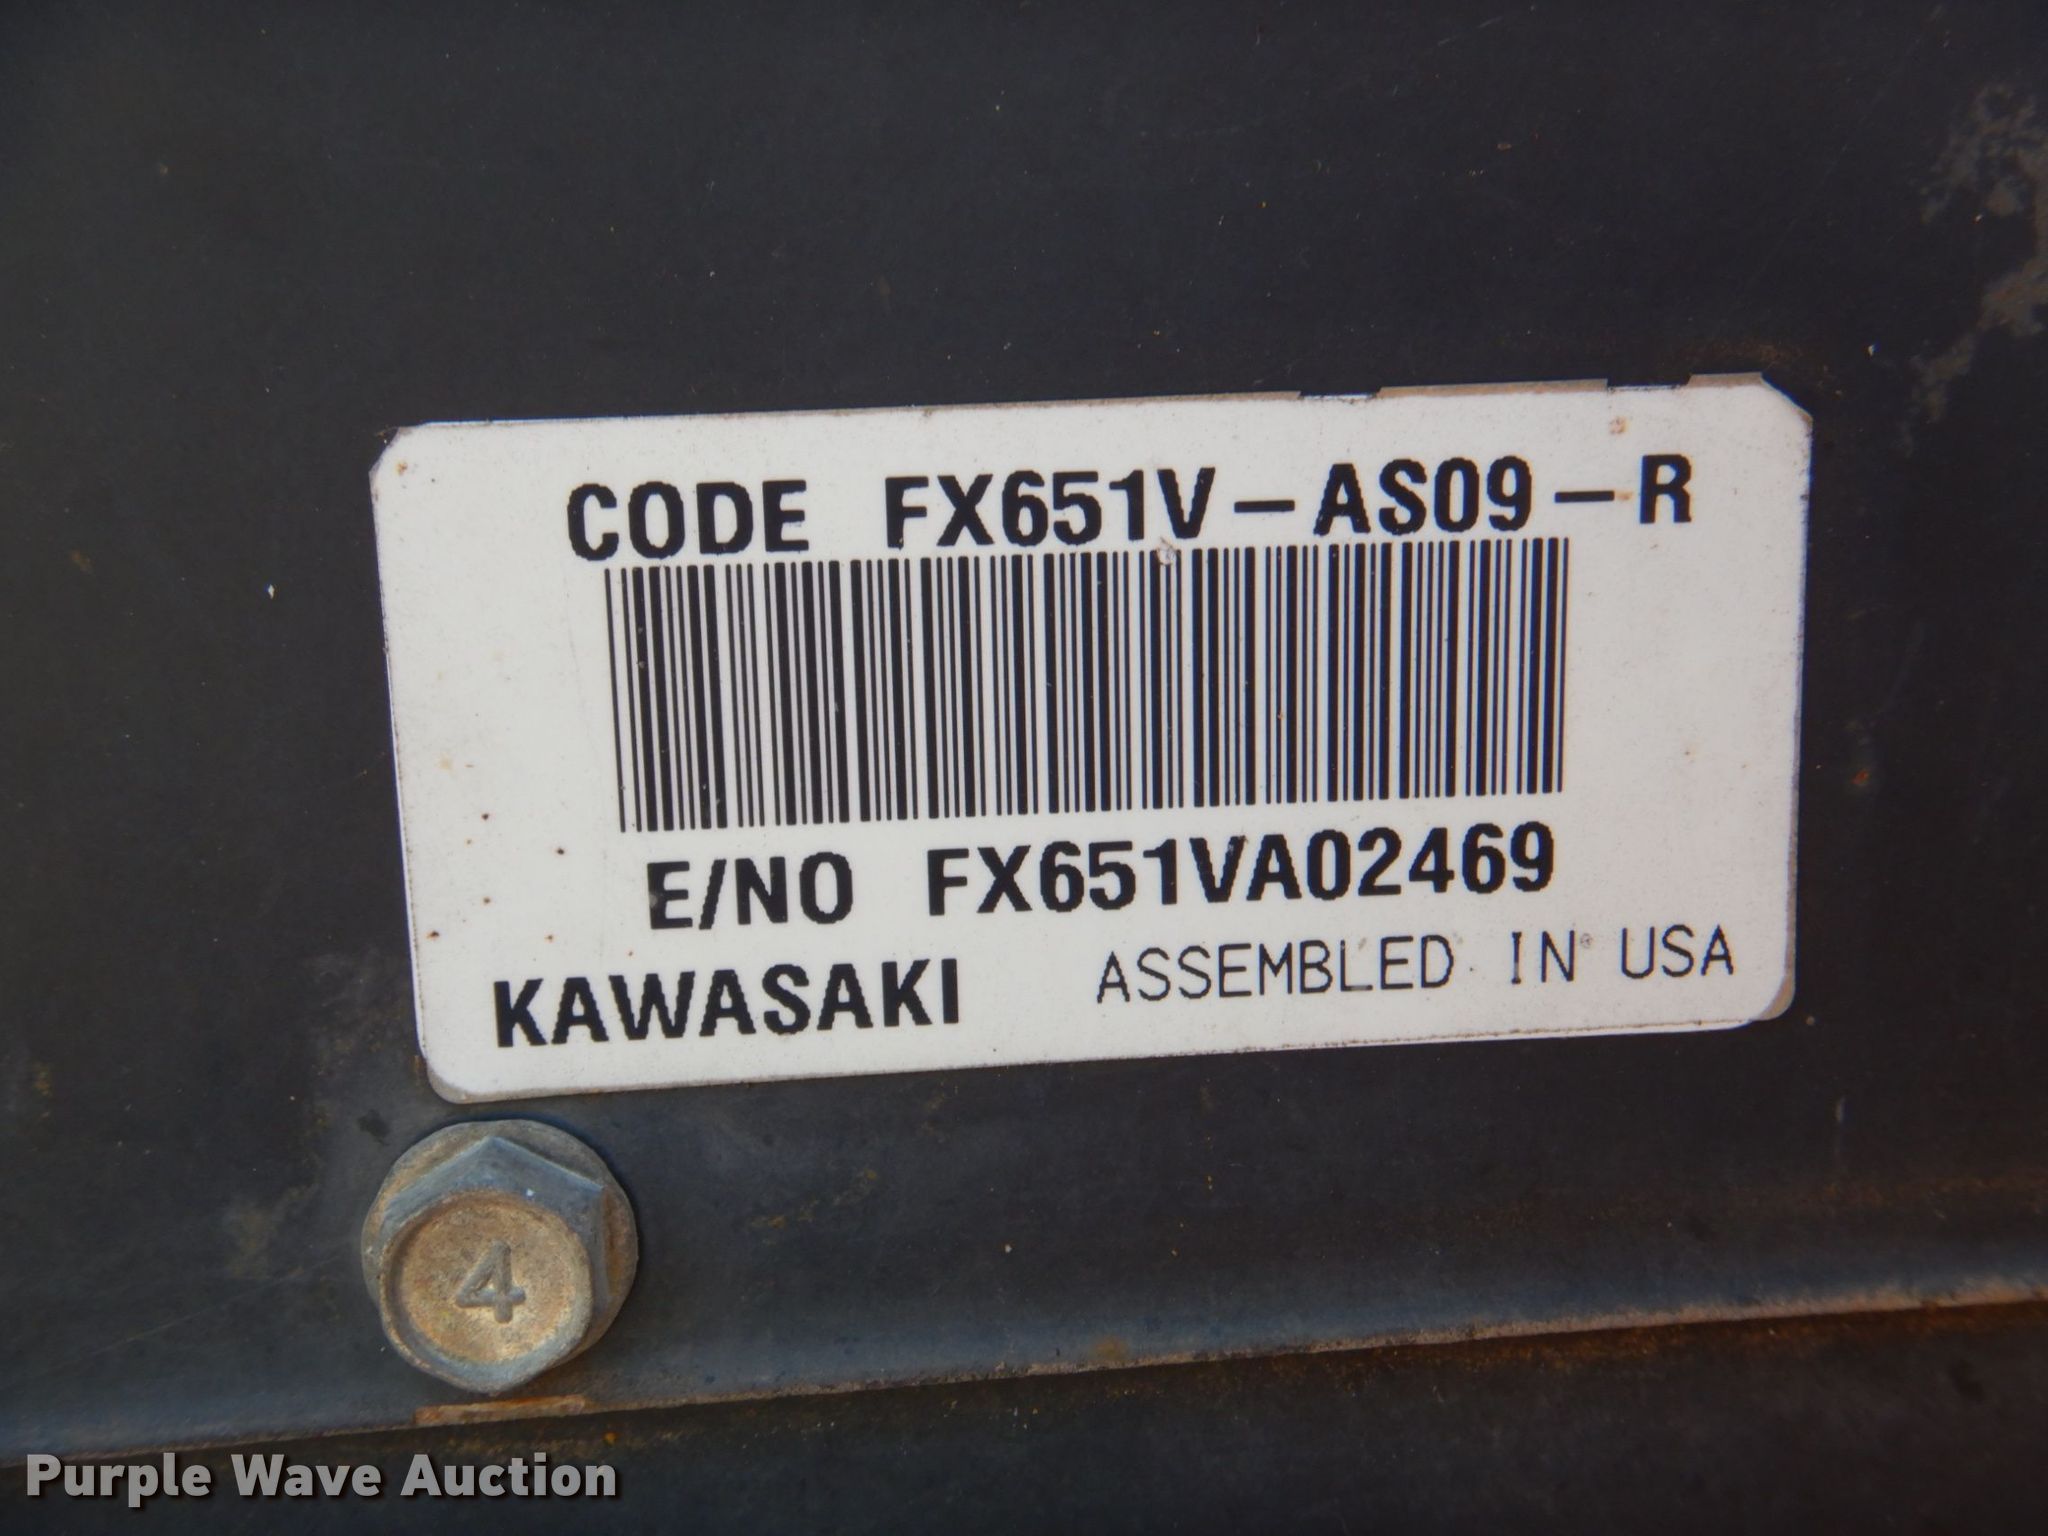 CODE FX651V-AS09-R
E/NO FX651VA02469
KAWASAKI ASSEMBLED IN USA
4
Purple Wave Auction